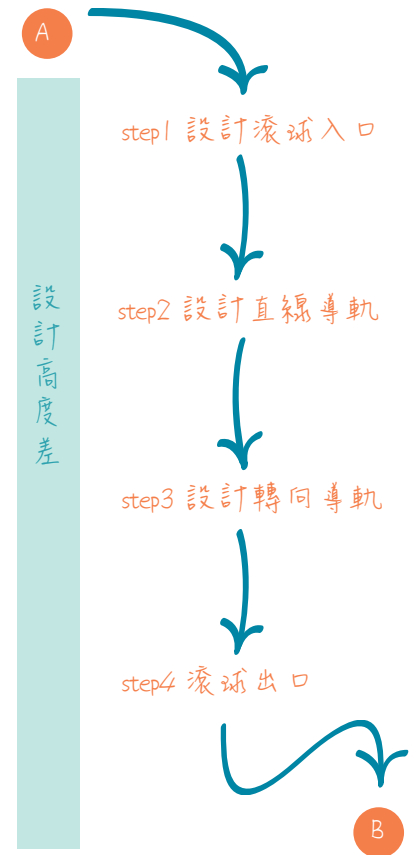 A
step1 設計滾球入口
step2 設計直線導軌
設計高度差
step3 設計轉向導軌
step4 滾球出口
B